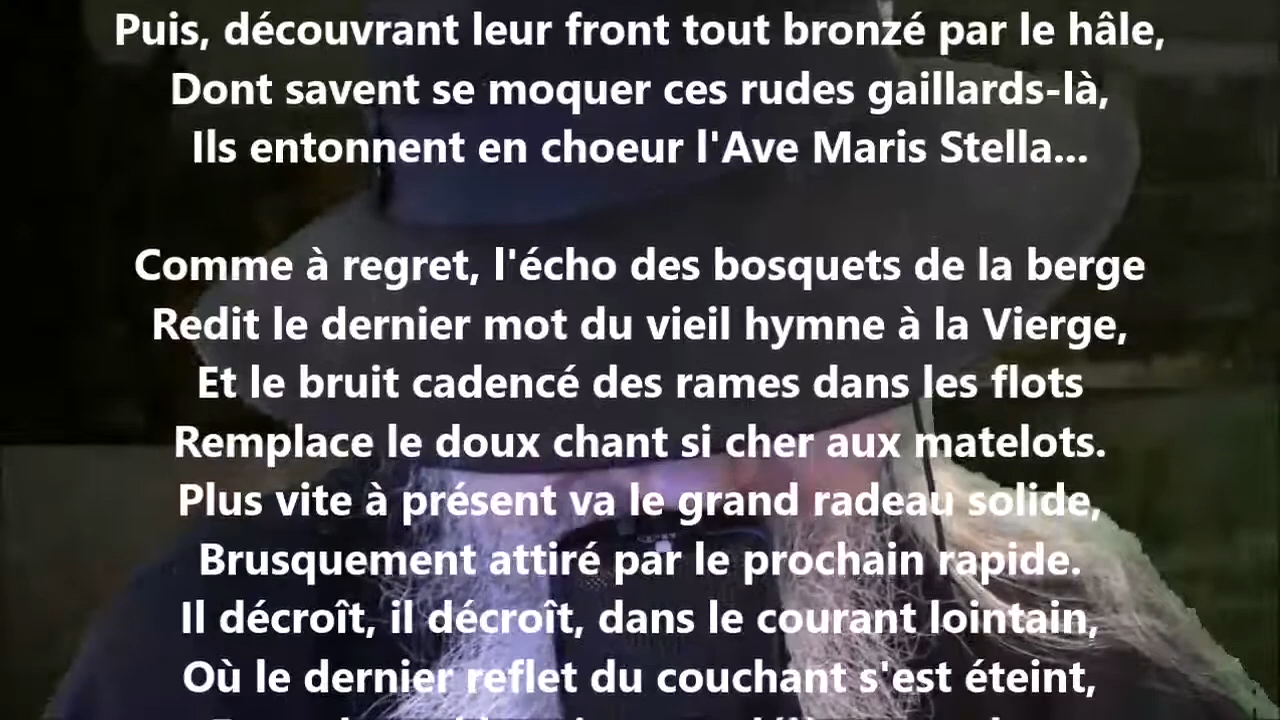 Puis, découvrant leur front tout bronzé par le hâle,
Dont savent se moquer ces rudes gaillards-là,
Ils entonnent en choeur l'Ave Maris Stella...
Comme à regret, l'écho des bosquets de la berge
Redit le dernier mot du vieil hymne à la Vierge,
Et le bruit cadencé des rames dans les flots
Remplace le doux chant si cher aux matelots.
Plus vite à présent va le grand radeau solide,
Brusquement attiré par le prochain rapide.
Il décroît, il décroît, dans le courant lointain,
Où le dernier reflet du couchant s'est éteint,